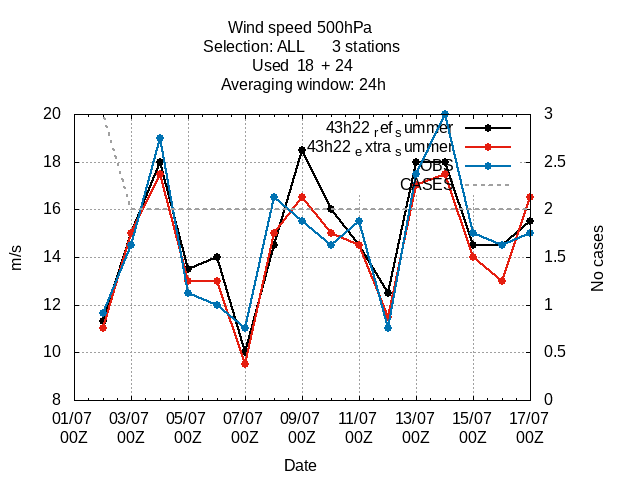 Wind speed 500hPa
Selection: ALL 3 stations
Used 18 + 24
Averaging window: 24h
20
18
16
14
12
10
8
m/s
3
2.5
2
1.5
1
0.5
0
No cases
43h22 ref summer
43h22 extra summer
OBS
CASES
01/07 03/07 05/07 07/07 09/07 11/07 13/07 15/07 17/07
00Z 00Z 00Z 00Z 00Z 00Z 00Z 00Z 00Z
Date